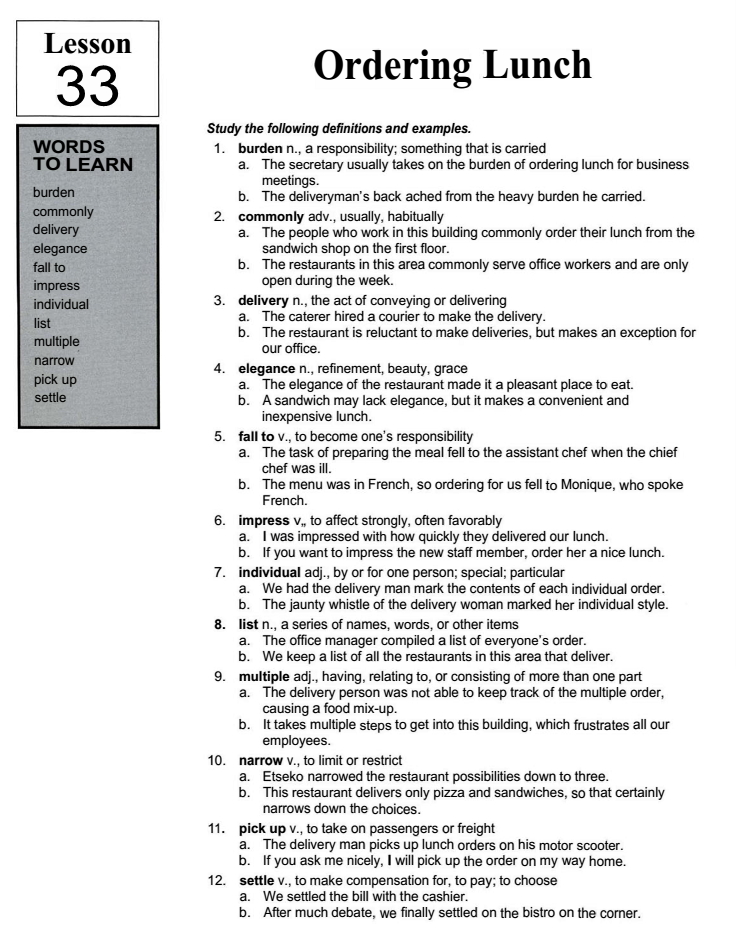 Lesson
33
Ordering Lunch
WORDS
TO LEARN
burden
commonly
delivery
elegance
fall to
impress
individual
list
multiple
narrow
pick up
settle
Study the following definitions and examples.
1. burden n., a responsibility; something that is carried
a. The secretary usually takes on the burden of ordering lunch for business
meetings.
b. The deliveryman's back ached from the heavy burden he carried.
2. commonly adv., usually, habitually
a. The people who work in this building commonly order their lunch from the
sandwich shop on the first floor.
b. The restaurants in this area commonly serve office workers and are only
open during the week.
3. delivery n., the act of conveying or delivering
a. The caterer hired a courier to make the delivery.
b. The restaurant is reluctant to make deliveries, but makes an exception for
our office.
4. elegance n., refinement, beauty, grace
a. The elegance of the restaurant made it a pleasant place to eat.
b. A sandwich may lack elegance, but it makes a convenient and
inexpensive lunch.
5. fall to v., to become one's responsibility
a. The task of preparing the meal fell to the assistant chef when the chief
chef was ill.
b. The menu was in French, so ordering for us fell to Monique, who spoke
French.
6. impress v,, to affect strongly, often favorably
a. I was impressed with how quickly they delivered our lunch.
b. If you want to impress the new staff member, order her a nice lunch.
7. individual adj., by or for one person; special; particular
a. We had the delivery man mark the contents of each individual order.
b. The jaunty whistle of the delivery woman marked her individual style.
8. list n., a series of names, words, or other items
a. The office manager compiled a list of everyone's order.
b. We keep a list of all the restaurants in this area that deliver.
9. multiple adj., having, relating to, or consisting of more than one part
a. The delivery person was not able to keep track of the multiple order,
causing a food mix-up.
b. It takes multiple steps to get into this building, which frustrates all our
employees.
10. narrow v., to limit or restrict
a. Etseko narrowed the restaurant possibilities down to three.
b. This restaurant delivers only pizza and sandwiches, so that certainly
narrows down the choices.
11. pick up v., to take on passengers or freight
a. The delivery man picks up lunch orders on his motor scooter.
b. If you ask me nicely, I will pick up the order on my way home.
12. settle v., to make compensation for, to pay; to choose
a. We settled the bill with the cashier.
b. After much debate, we finally settled on the bistro on the corner.